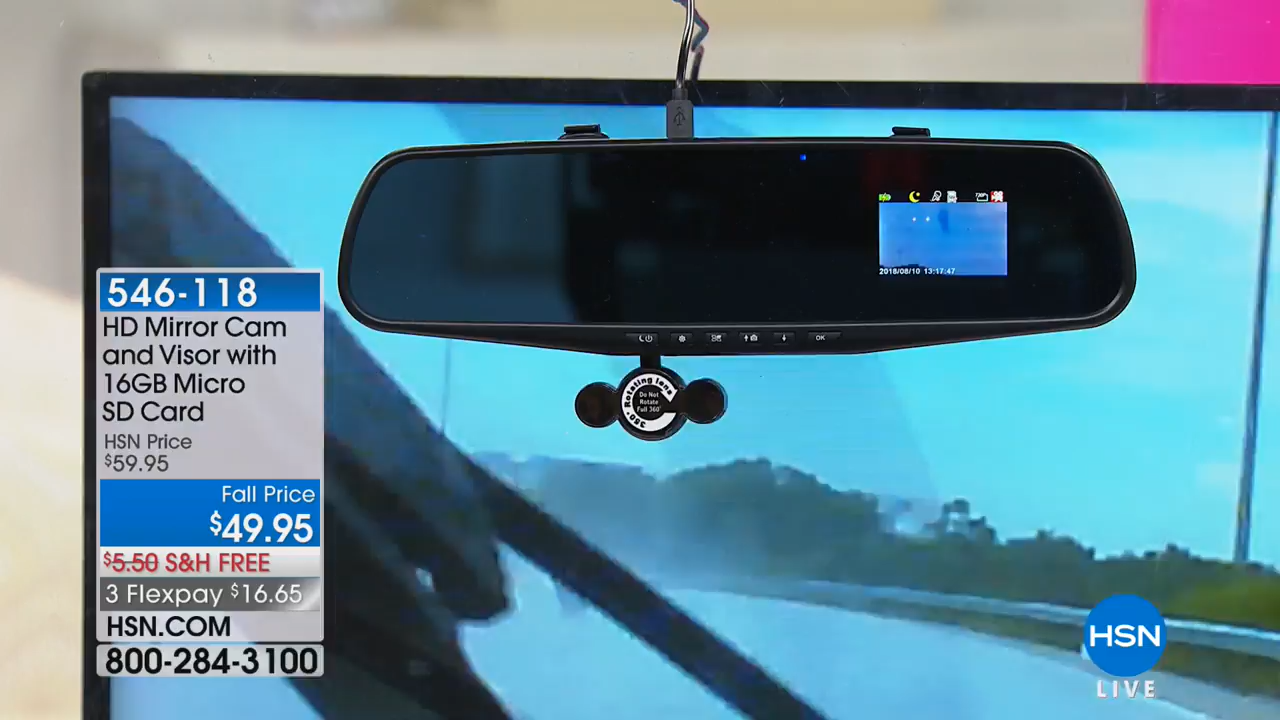 546-118
HD Mirror Cam
and Visor with
16GB Micro
SD Card
HSN Price
$59.95
Fall Price
$49.95
$5.50 S&H FREE
3 Flexpay $16.65
HSN.COM
800-284-3100
2018/08/10 13:17:47
OK
360° Rotating lens
Do Not
Rotate
Full 360°
HSN
LIVE